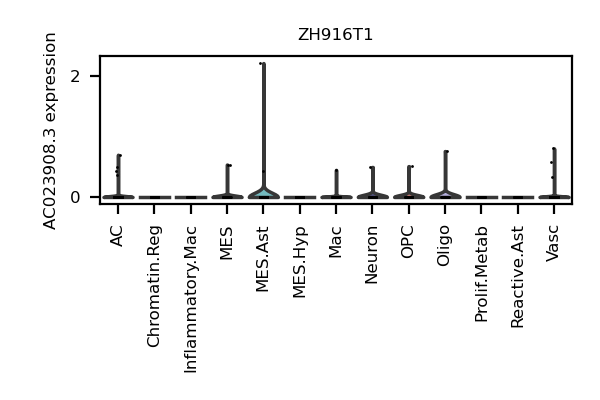 ZH916T1
AC023908.3 expression
2
0
AC
Chromatin.Reg
Inflammatory.Mac
MES
MES.Ast
MES.Hyp
Mac
Neuron
OPC
Oligo
Prolif.Metab
Reactive.Ast
Vasc